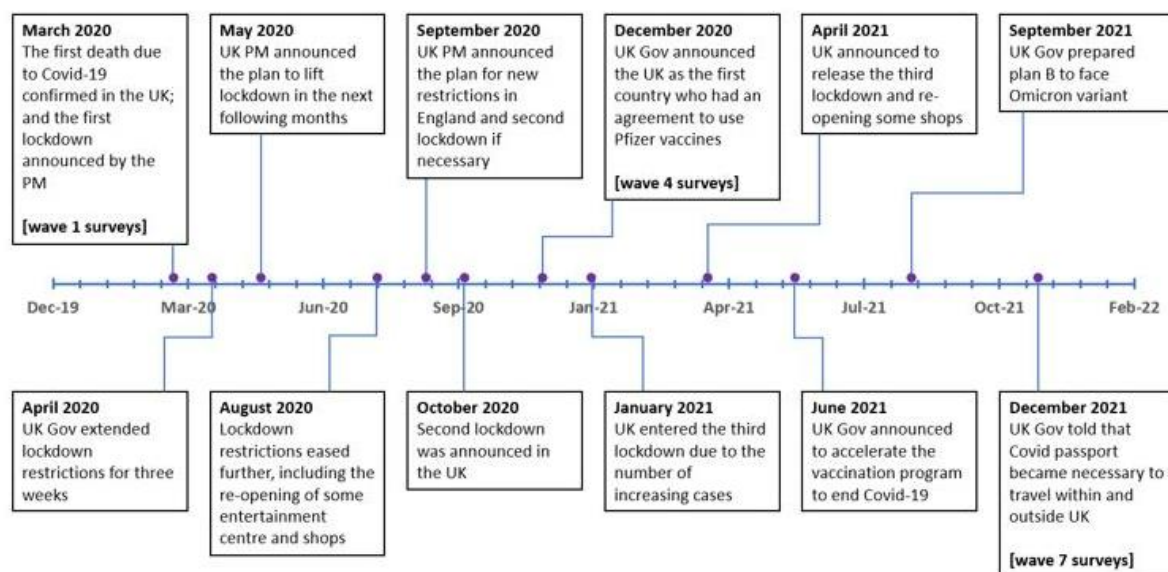 March 2020
The first death due
to Covid-19
confirmed in the UK;
and the first
lockdown
announced by the
PM
[wave 1 surveys]
May 2020
UK PM announced
the plan to lift
lockdown in the next
following months
September 2020
UK PM announced
the plan for new
restrictions in
England and second
lockdown if
necessary
December 2020
UK Gov announced
the UK as the first
country who had an
agreement to use
Pfizer vaccines
[wave 4 surveys]
April 2021
UK announced to
release the third
lockdown and re-
opening some shops
September 2021
UK Gov prepared
plan B to face
Omicron variant
Dec-19 Mar-20 Jun-20 Sep-20 Jan-21 Apr-21 Jul-21 Oct-21 Feb-22
April 2020
UK Gov extended
lockdown
restrictions for three
weeks
August 2020
Lockdown
restrictions eased
further, including the
re-opening of some
entertainment
centre and shops
October 2020
Second lockdown
was announced in
the UK
January 2021
UK entered the third
lockdown due to the
number of
increasing cases
June 2021
UK Gov announced
to accelerate the
vaccination program
to end Covid-19
December 2021
UK Gov told that
Covid passport
became necessary to
travel within and
outside UK
[wave 7 surveys]